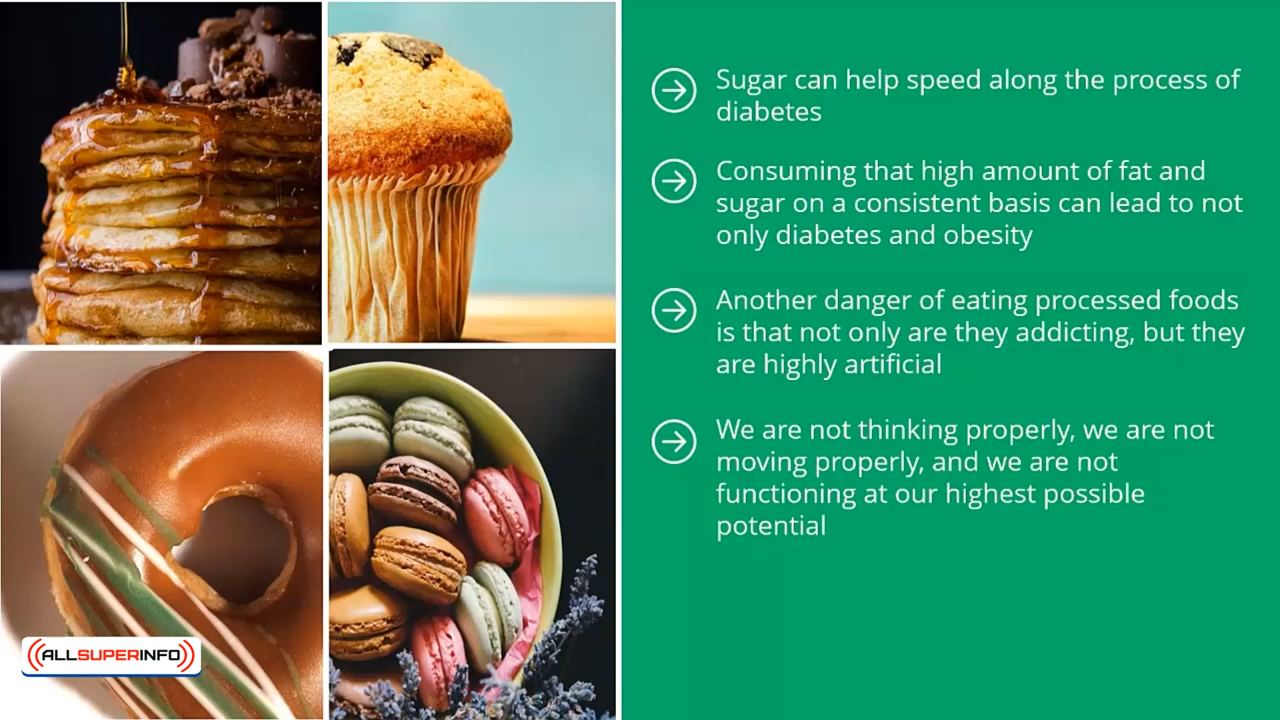 Sugar can help speed along the process of
diabetes
Consuming that high amount of fat and
sugar on a consistent basis can lead to not
only diabetes and obesity
Another danger of eating processed foods
is that not only are they addicting, but they
are highly artificial
We are not thinking properly, we are not
moving properly, and we are not
functioning at our highest possible
potential
ALLSUPERINFO